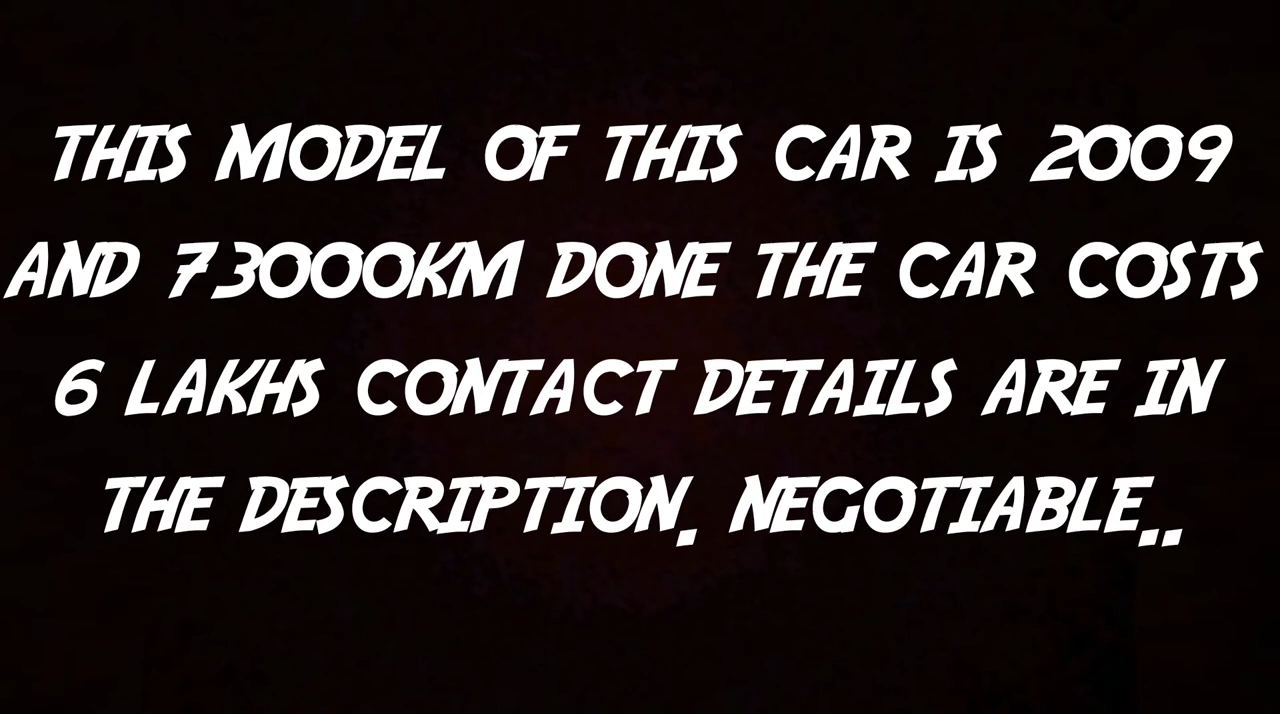 THIS MODEL OF THIS CAR IS 2009
AND 73000KM DONE THE CAR COSTS
6 LAKHS CONTACT DETAILS ARE IN
THE DESCRIPTION. NEGOTIABLE..